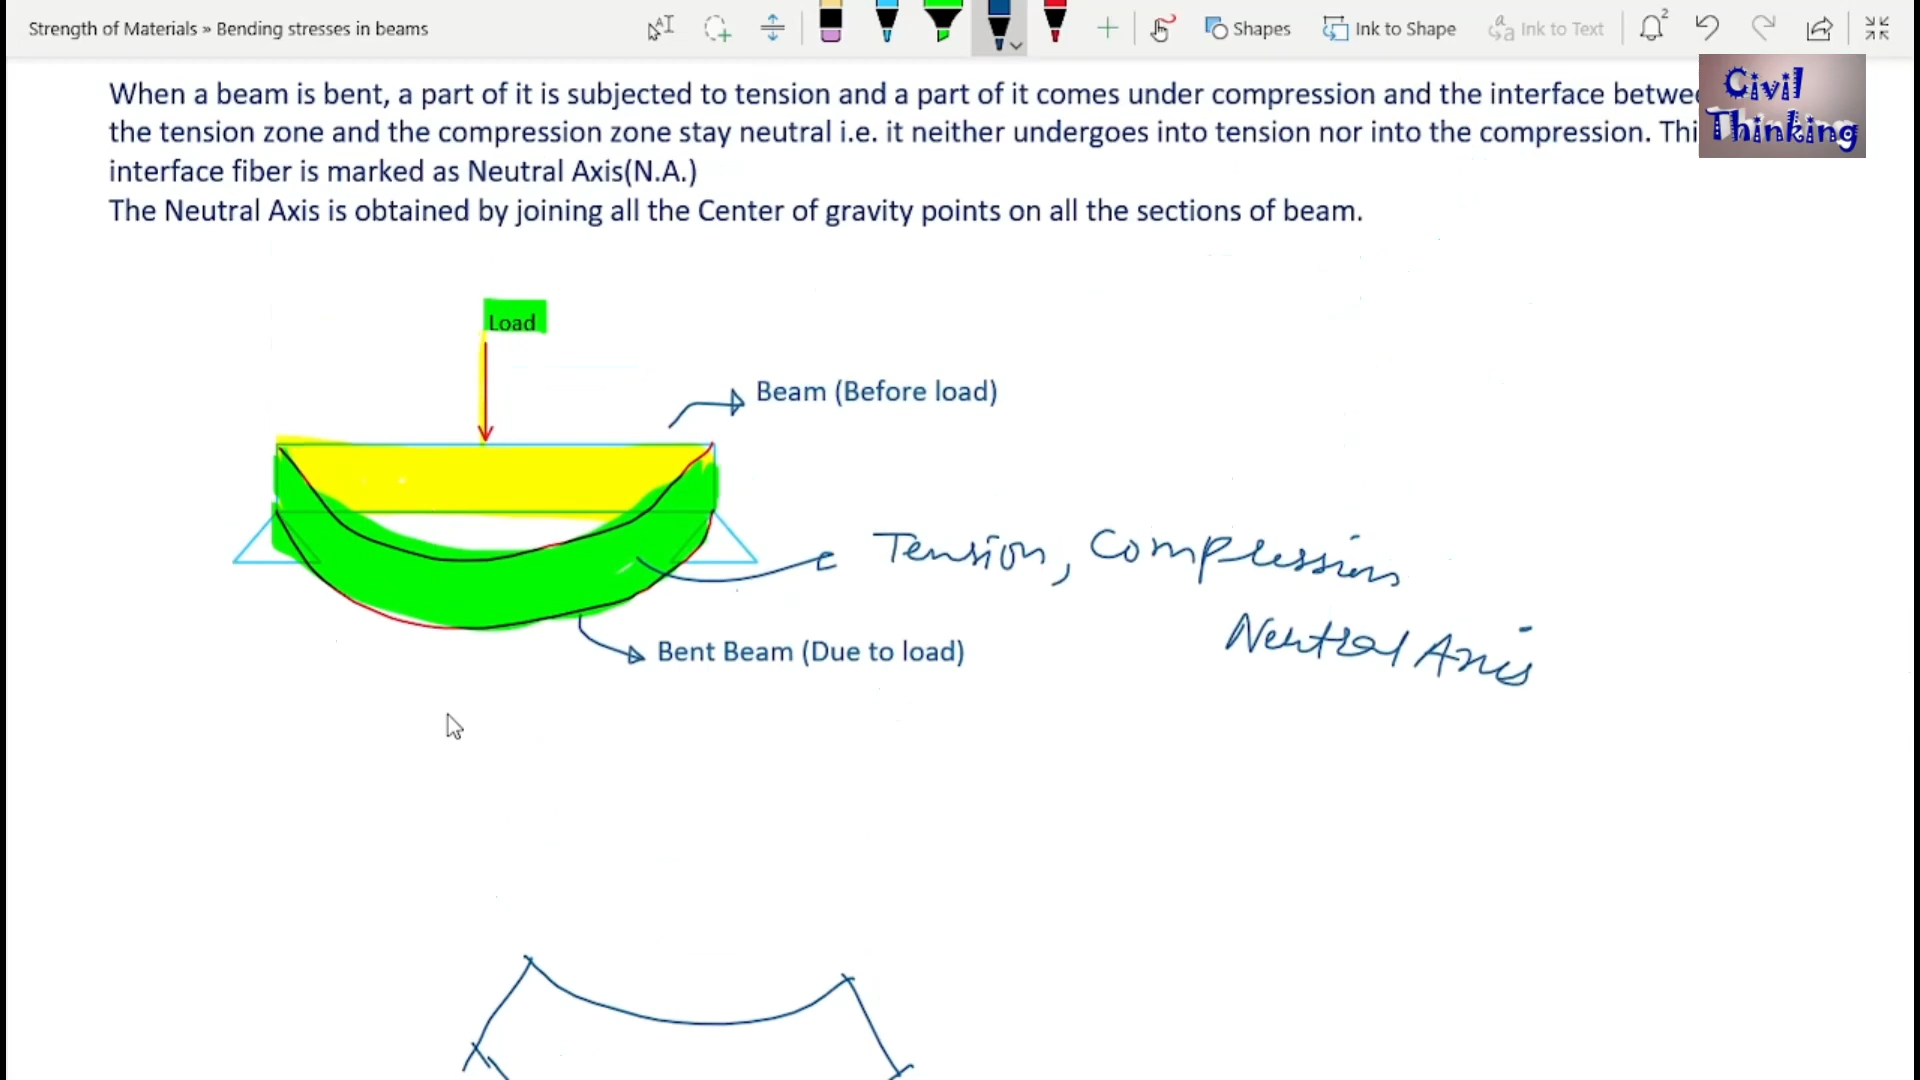 Strength of Materials » Bending stresses in beams
Shapes
Ink to Shape
Ink to Text
2
Civil
Thinking
When a beam is bent, a part of it is subjected to tension and a part of it comes under compression and the interface betwee
the tension zone and the compression zone stay neutral i.e. it neither undergoes into tension nor into the compression. Thi
interface fiber is marked as Neutral Axis(N.A.)
The Neutral Axis is obtained by joining all the Center of gravity points on all the sections of beam.
Load
Beam (Before load)
Tension, Compression
Neutral Axis
Bent Beam (Due to load)